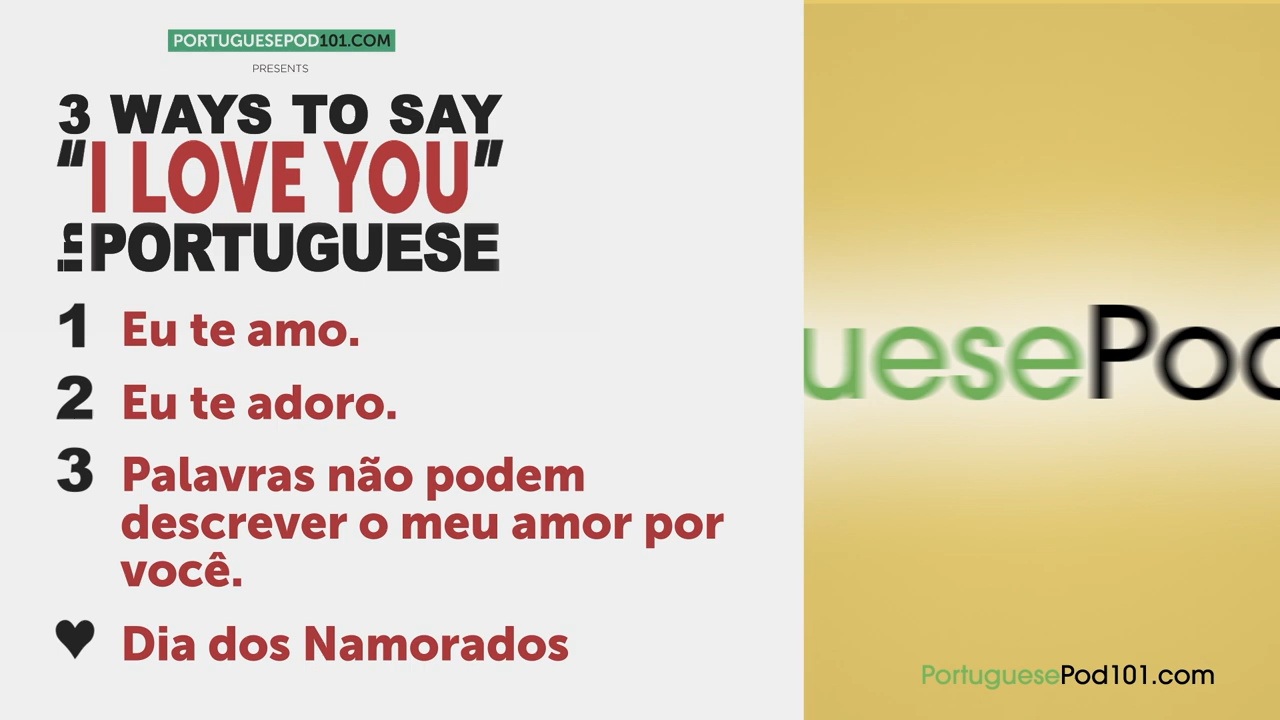 PORTUGUESEPOD101.COM
PRESENTS
3 WAYS TO SAY
"I LOVE YOU"
in PORTUGUESE
1 Eu te amo.
2 Eu te adoro.
3 Palavras não podem
descrever o meu amor por
você.
♥ Dia dos Namorados
uesePod
PortuguesePod101.com